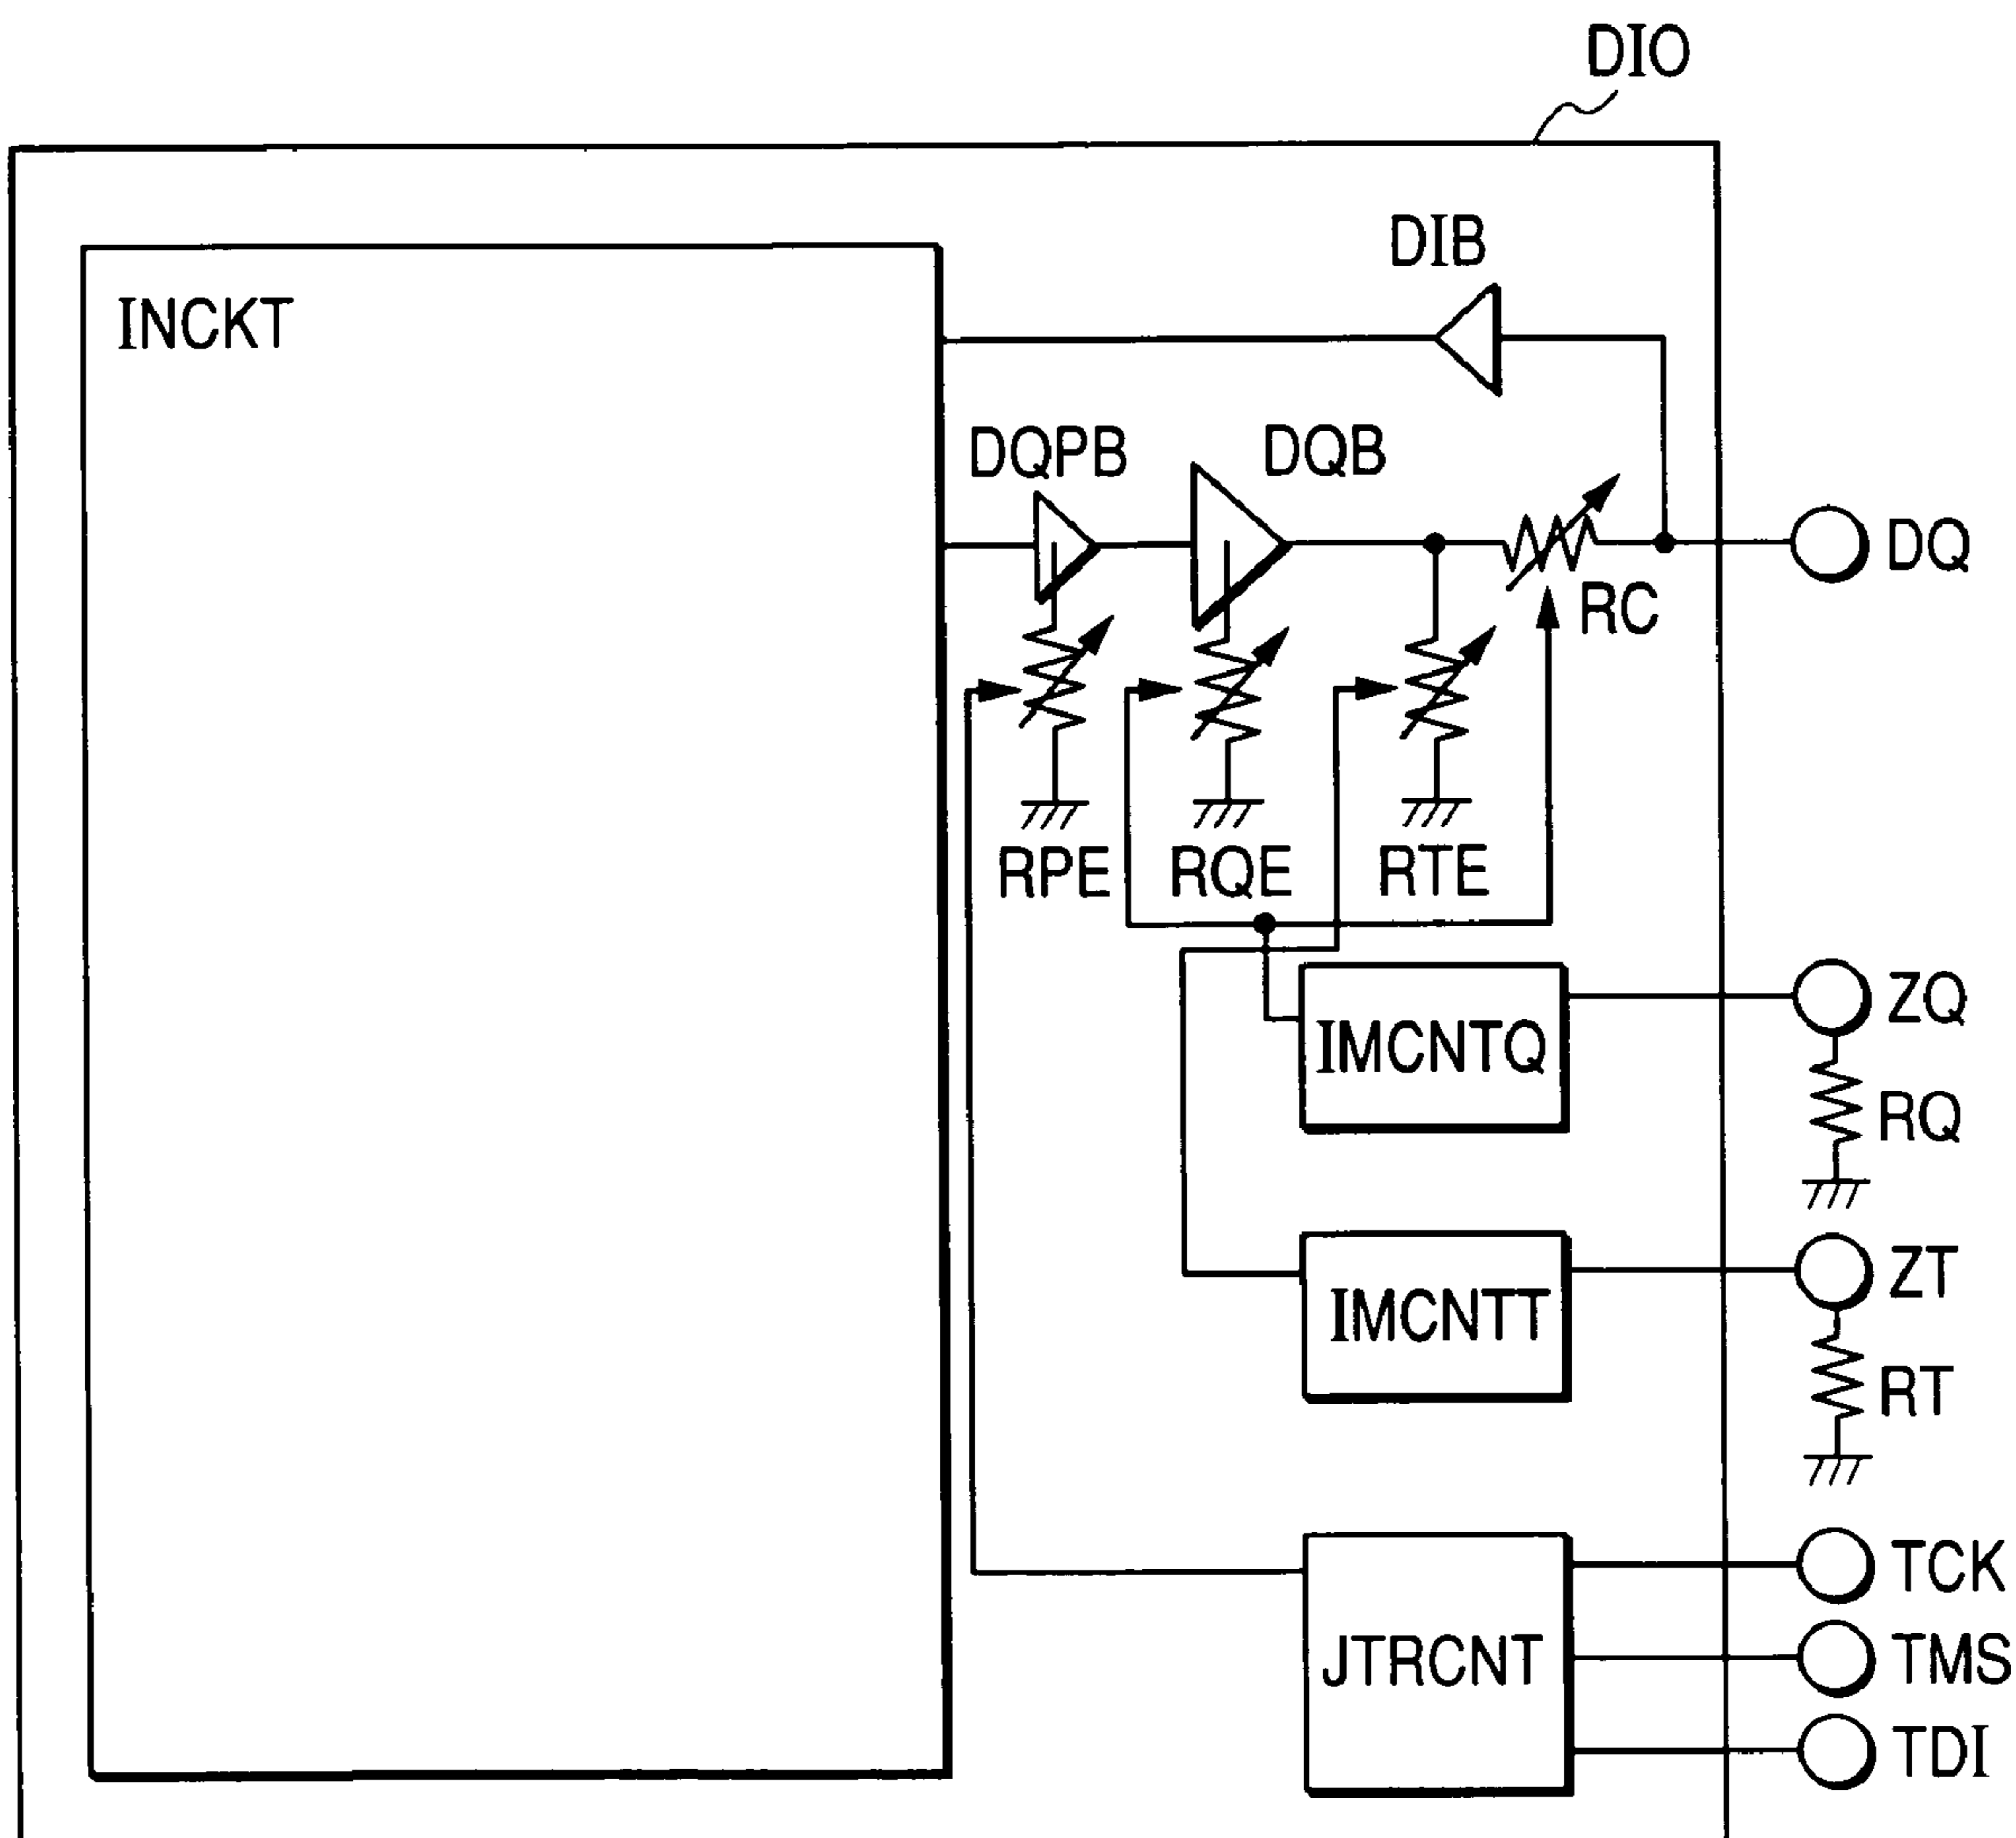 DIO
DIB
INCKT
DQPB
DQB
DQ
RC
RPE
RQE
RTE
ZQ
IMCNTQ
RQ
ZT
IMCNTT
RT
TCK
JTRCNT
TMS
TDI